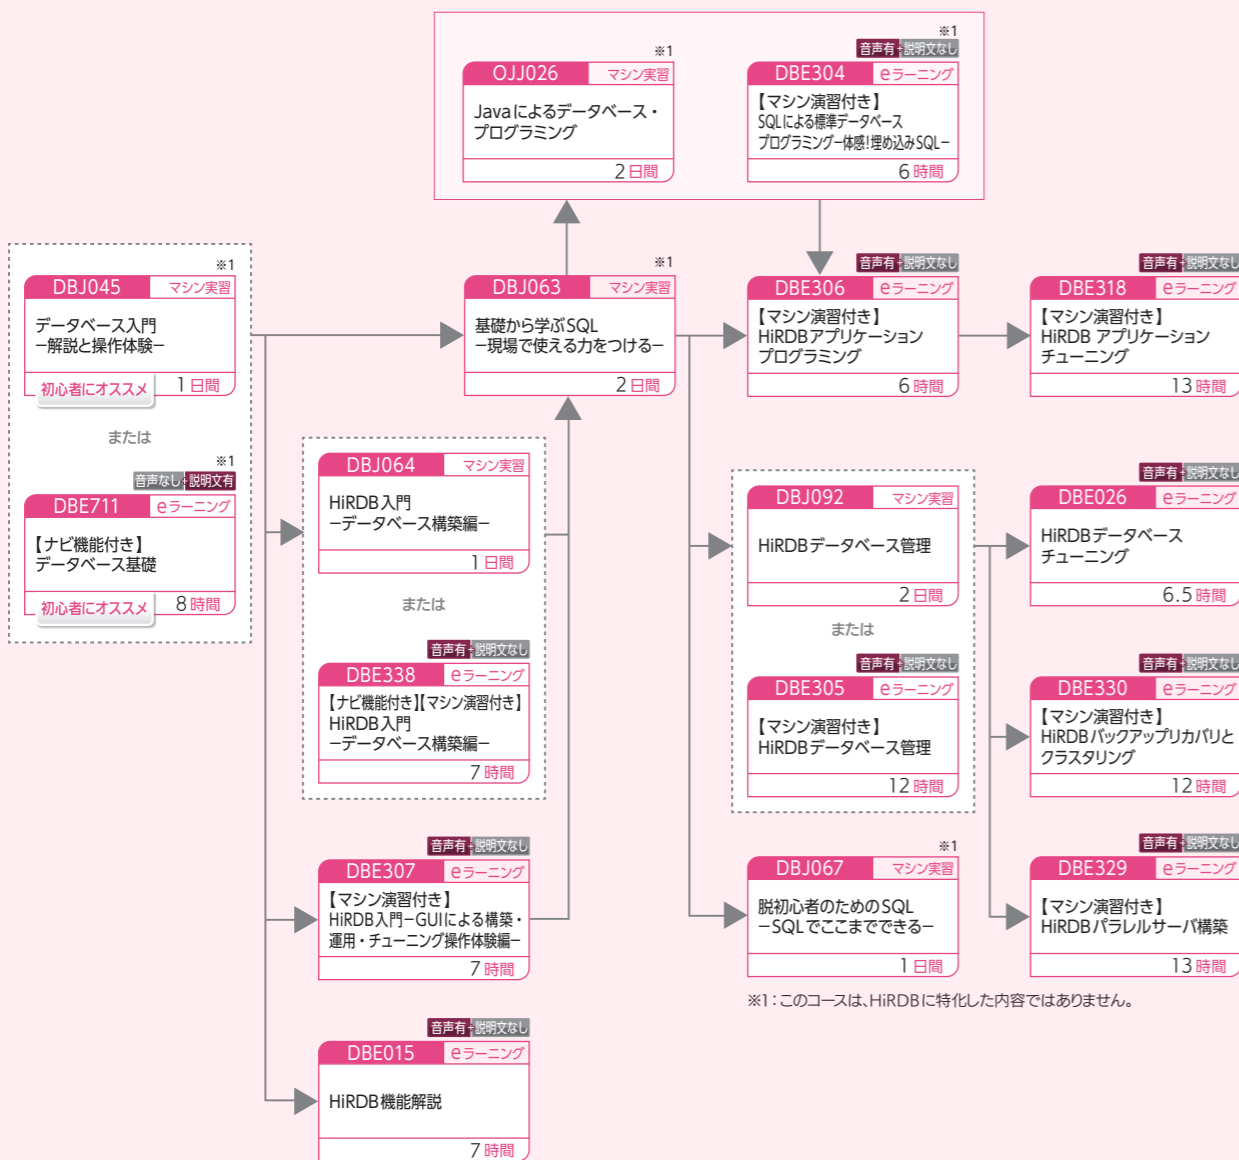 ※1
OJJ026 マシン実習
Javaによるデータベース・
プログラミング
2日間
※1
音声有+説明文なし
DBE304 eラーニング
【マシン演習付き】
SQLによる標準データベース
プログラミングー体感!埋め込みSQLー
6時間
※1
DBJ045 マシン実習
データベース入門
ー解説と操作体験ー
初心者にオススメ 1日間
または
※1
音声なし+説明文有
DBE711 eラーニング
【ナビ機能付き】
データベース基礎
初心者にオススメ 8時間
※1
DBJ063 マシン実習
基礎から学ぶSQL
ー現場で使える力をつけるー
2日間
DBJ064 マシン実習
HiRDB入門
ーデータベース構築編ー
1日間
または
音声有+説明文なし
DBE338 eラーニング
【ナビ機能付き】【マシン演習付き】
HiRDB入門
ーデータベース構築編ー
7時間
音声有+説明文なし
DBE307 eラーニング
【マシン演習付き】
HiRDB入門ーGUIによる構築・
運用・チューニング操作体験編ー
7時間
音声有+説明文なし
DBE015 eラーニング
HiRDB機能解説
7時間
音声有+説明文なし
DBE306 eラーニング
【マシン演習付き】
HiRDBアプリケーション
プログラミング
6時間
音声有+説明文なし
DBE318 eラーニング
【マシン演習付き】
HiRDB アプリケーション
チューニング
13時間
DBJ092 マシン実習
HiRDBデータベース管理
2日間
または
音声有+説明文なし
DBE305 eラーニング
【マシン演習付き】
HiRDBデータベース管理
12時間
音声有+説明文なし
DBE026 eラーニング
HiRDBデータベース
チューニング
6.5時間
音声有+説明文なし
DBE330 eラーニング
【マシン演習付き】
HiRDBバックアップリカバリと
クラスタリング
12時間
※1
DBJ067 マシン実習
脱初心者のためのSQL
ーSQLでここまでできるー
1日間
音声有+説明文なし
DBE329 eラーニング
【マシン演習付き】
HiRDBパラレルサーバ構築
13時間
※1:このコースは、HiRDBに特化した内容ではありません。